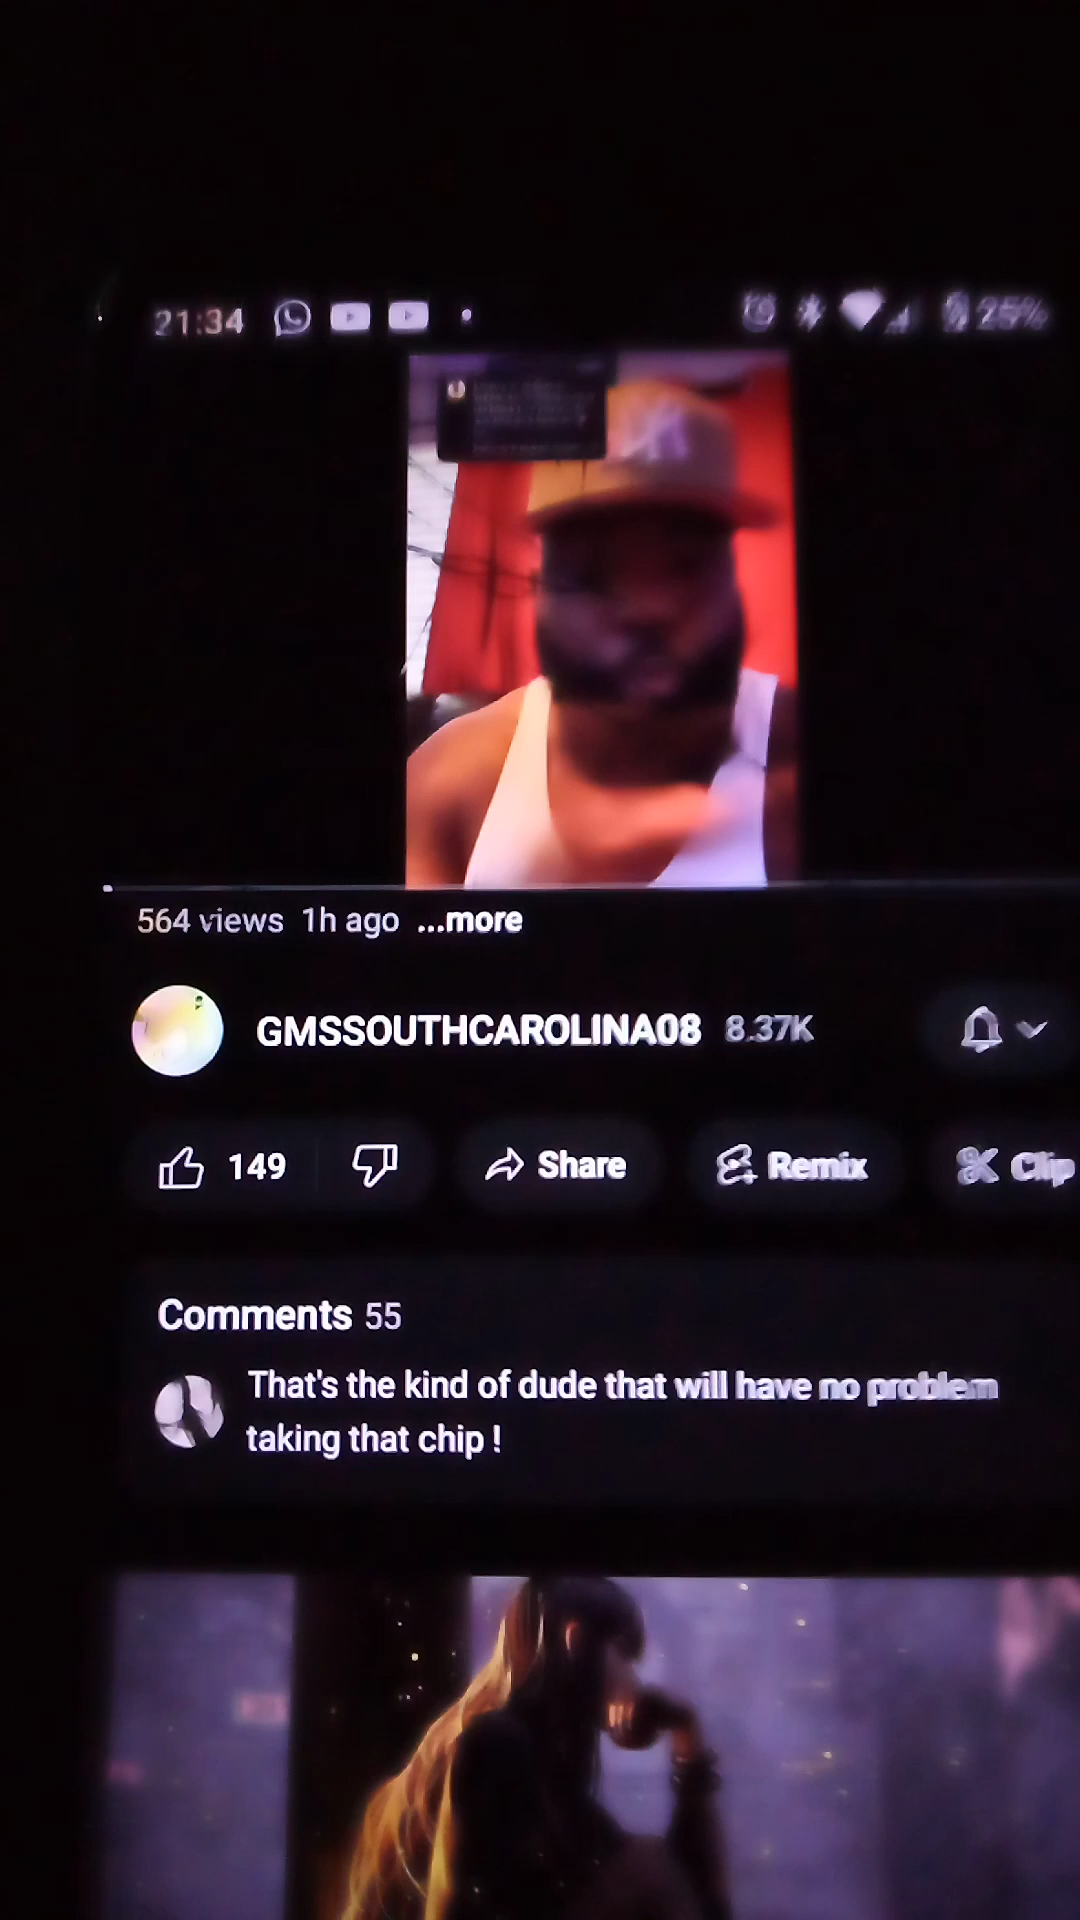 21:34
25%
564 views 1h ago ...more
GMSSOUTHCAROLINA08 8.37K
149
Share
Remix
Clip
Comments 55
That's the kind of dude that will have no problem
taking that chip !